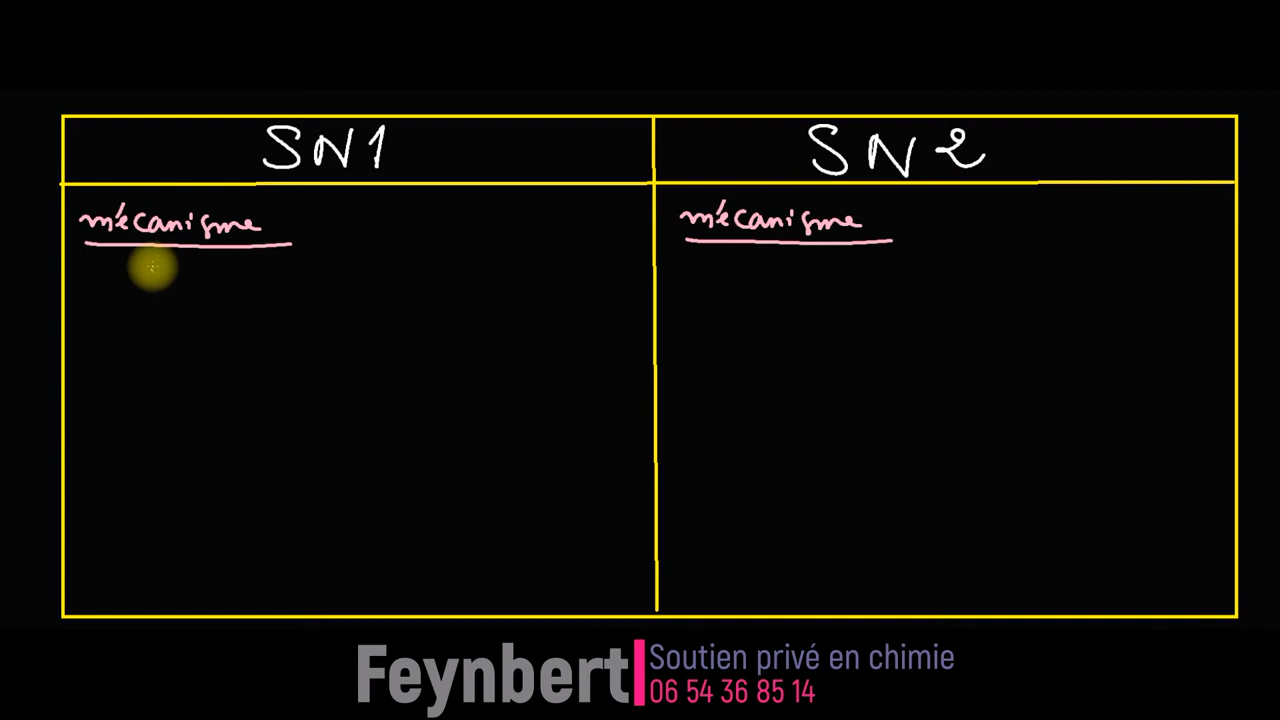 SN1
SN2
mécanisme
mécanisme
Feynbert
Soutien privé en chimie
06 54 36 85 14